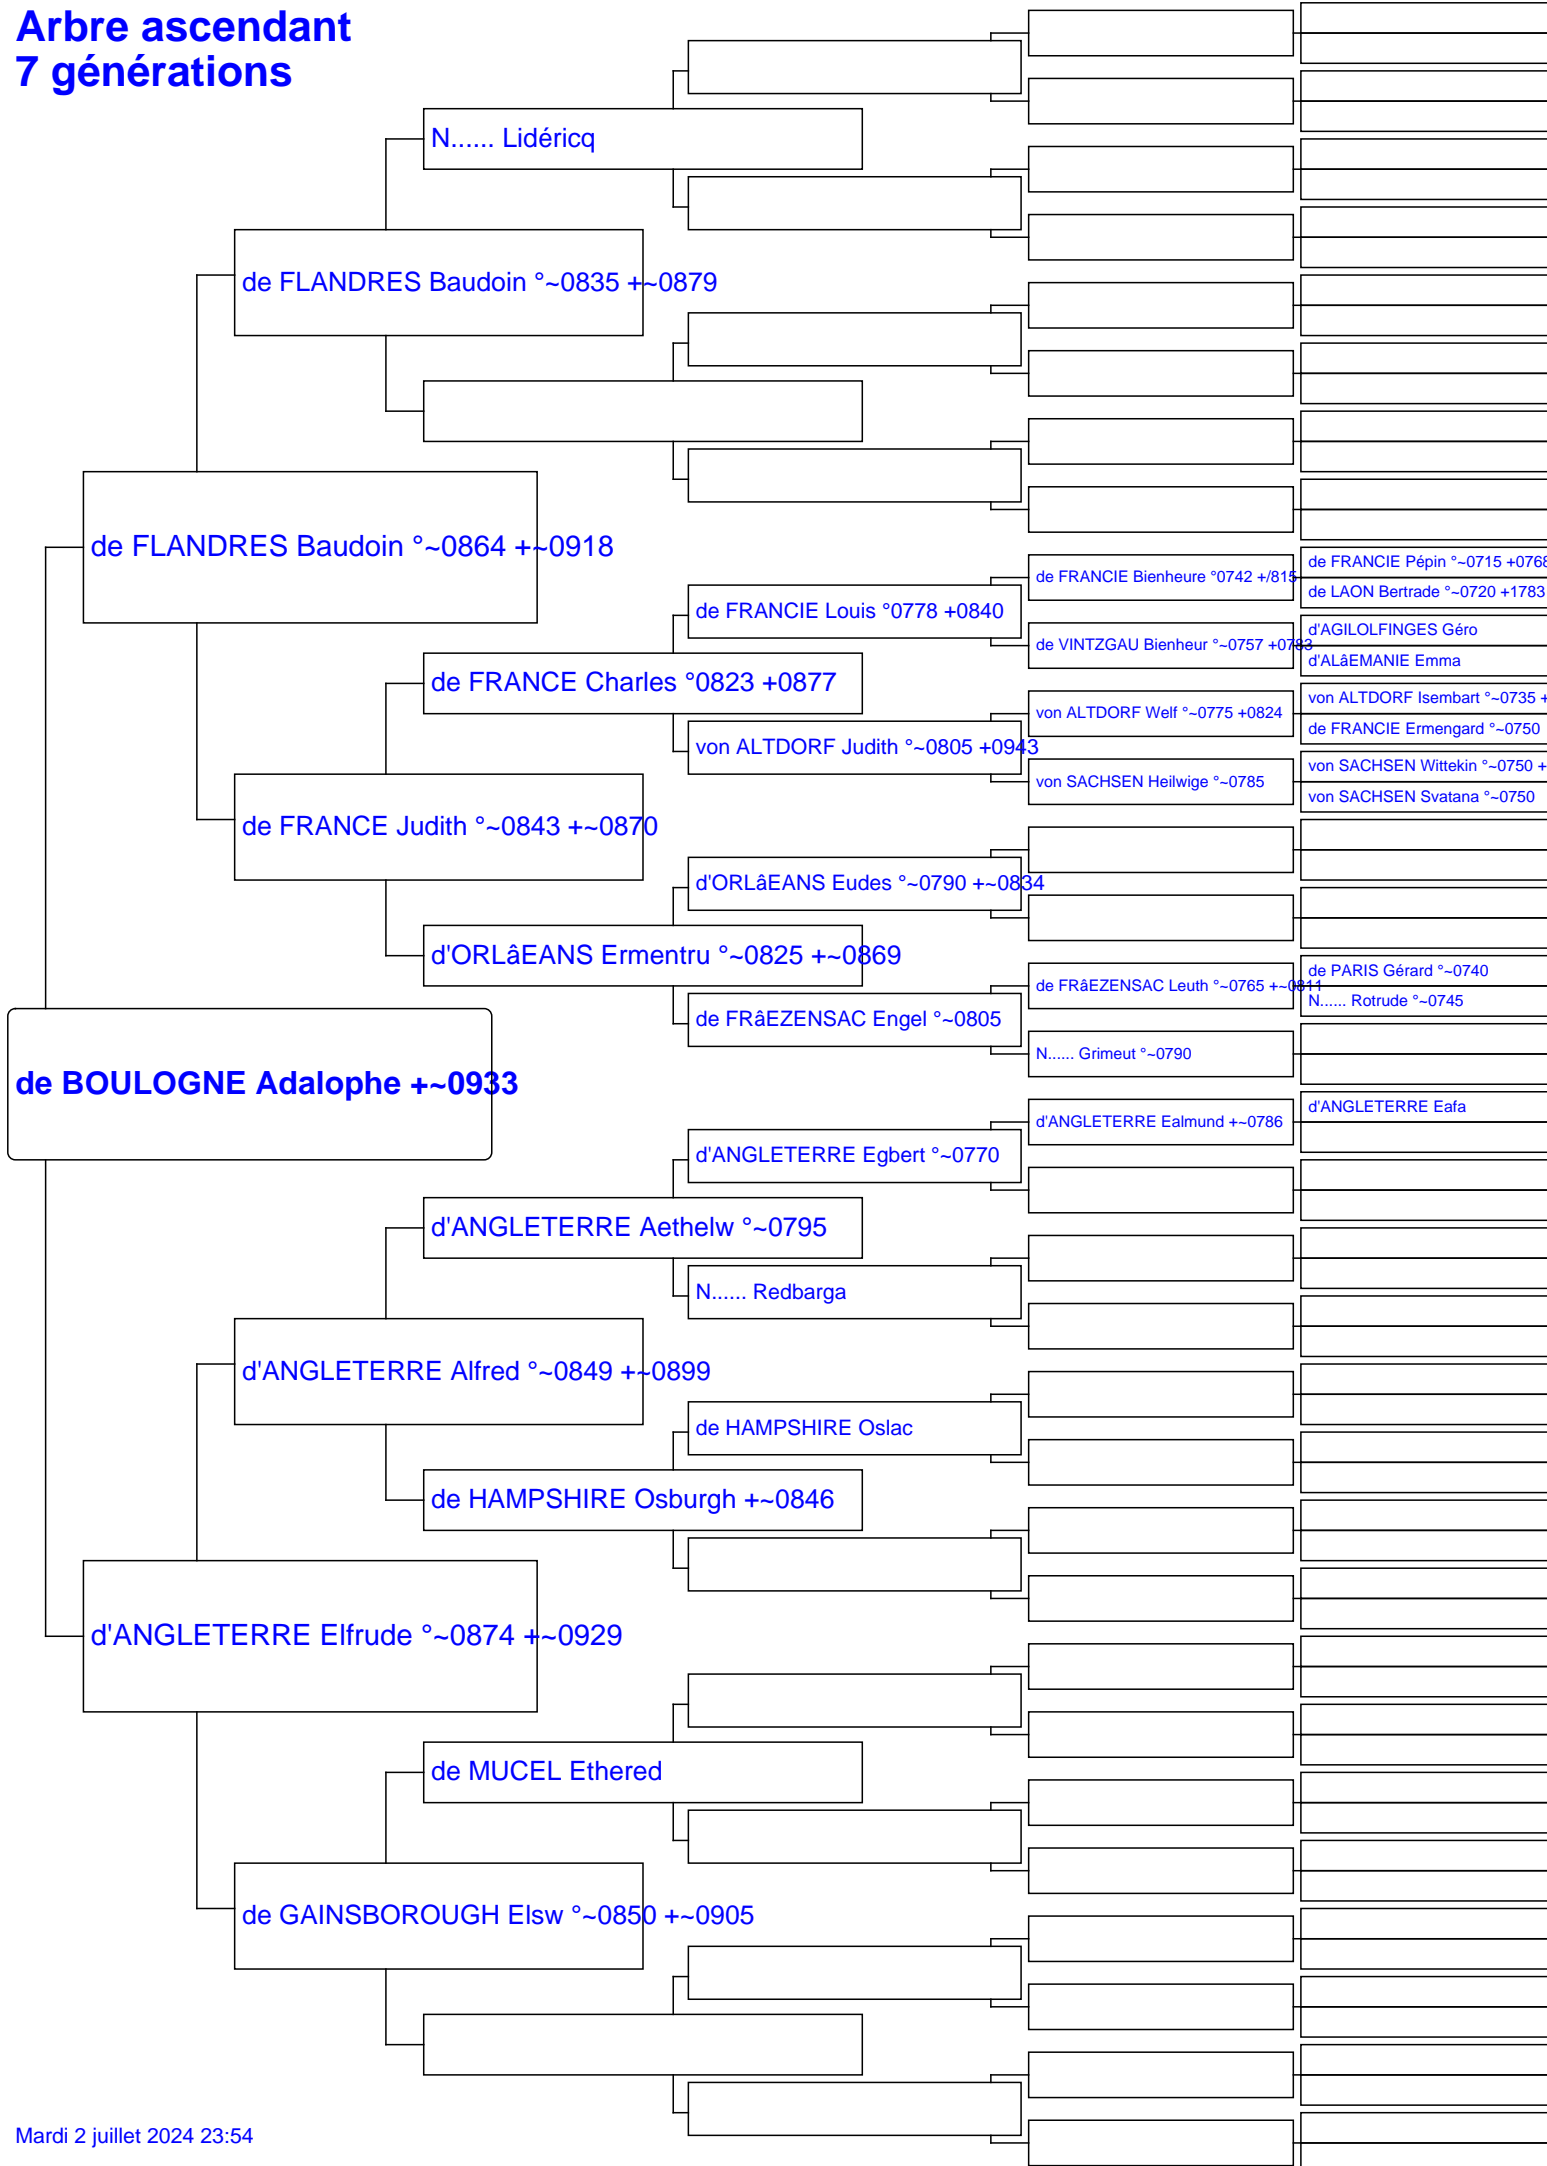 Arbre ascendant
7 générations
N...... Lidéricq
de FLANDRES Baudoin °~0835 +~0879
de FLANDRES Baudoin °~0864 +~0918
de FRANCIE Bienheure °0742 +/815
de FRANCIE Pépin °~0715 +0768
de LAON Bertrade °~0720 +1783
de FRANCIE Louis °0778 +0840
de VINTZGAU Bienheur °~0757 +0783
d'AGILOLFINGES Géro
d'ALâEMANIE Emma
de FRANCE Charles °0823 +0877
von ALTDORF Welf °~0775 +0824
von ALTDORF Isembart °~0735 +
de FRANCIE Ermengard °~0750
von ALTDORF Judith °~0805 +0943
von SACHSEN Heilwige °~0785
von SACHSEN Wittekin °~0750 +
von SACHSEN Svatana °~0750
de FRANCE Judith °~0843 +~0870
d'ORLâEANS Eudes °~0790 +~0834
d'ORLâEANS Ermentru °~0825 +~0869
de FRâEZENSAC Leuth °~0765 +~0811
de PARIS Gérard °~0740
N...... Rotrude °~0745
de FRâEZENSAC Engel °~0805
N...... Grimeut °~0790
de BOULOGNE Adalophe +~0933
d'ANGLETERRE Ealmund +~0786
d'ANGLETERRE Eafa
d'ANGLETERRE Egbert °~0770
d'ANGLETERRE Aethelw °~0795
N...... Redbarga
d'ANGLETERRE Alfred °~0849 +~0899
de HAMPSHIRE Oslac
de HAMPSHIRE Osburgh +~0846
d'ANGLETERRE Elfrude °~0874 +~0929
de MUCEL Ethered
de GAINSBOROUGH Elsw °~0850 +~0905
Mardi 2 juillet 2024 23:54